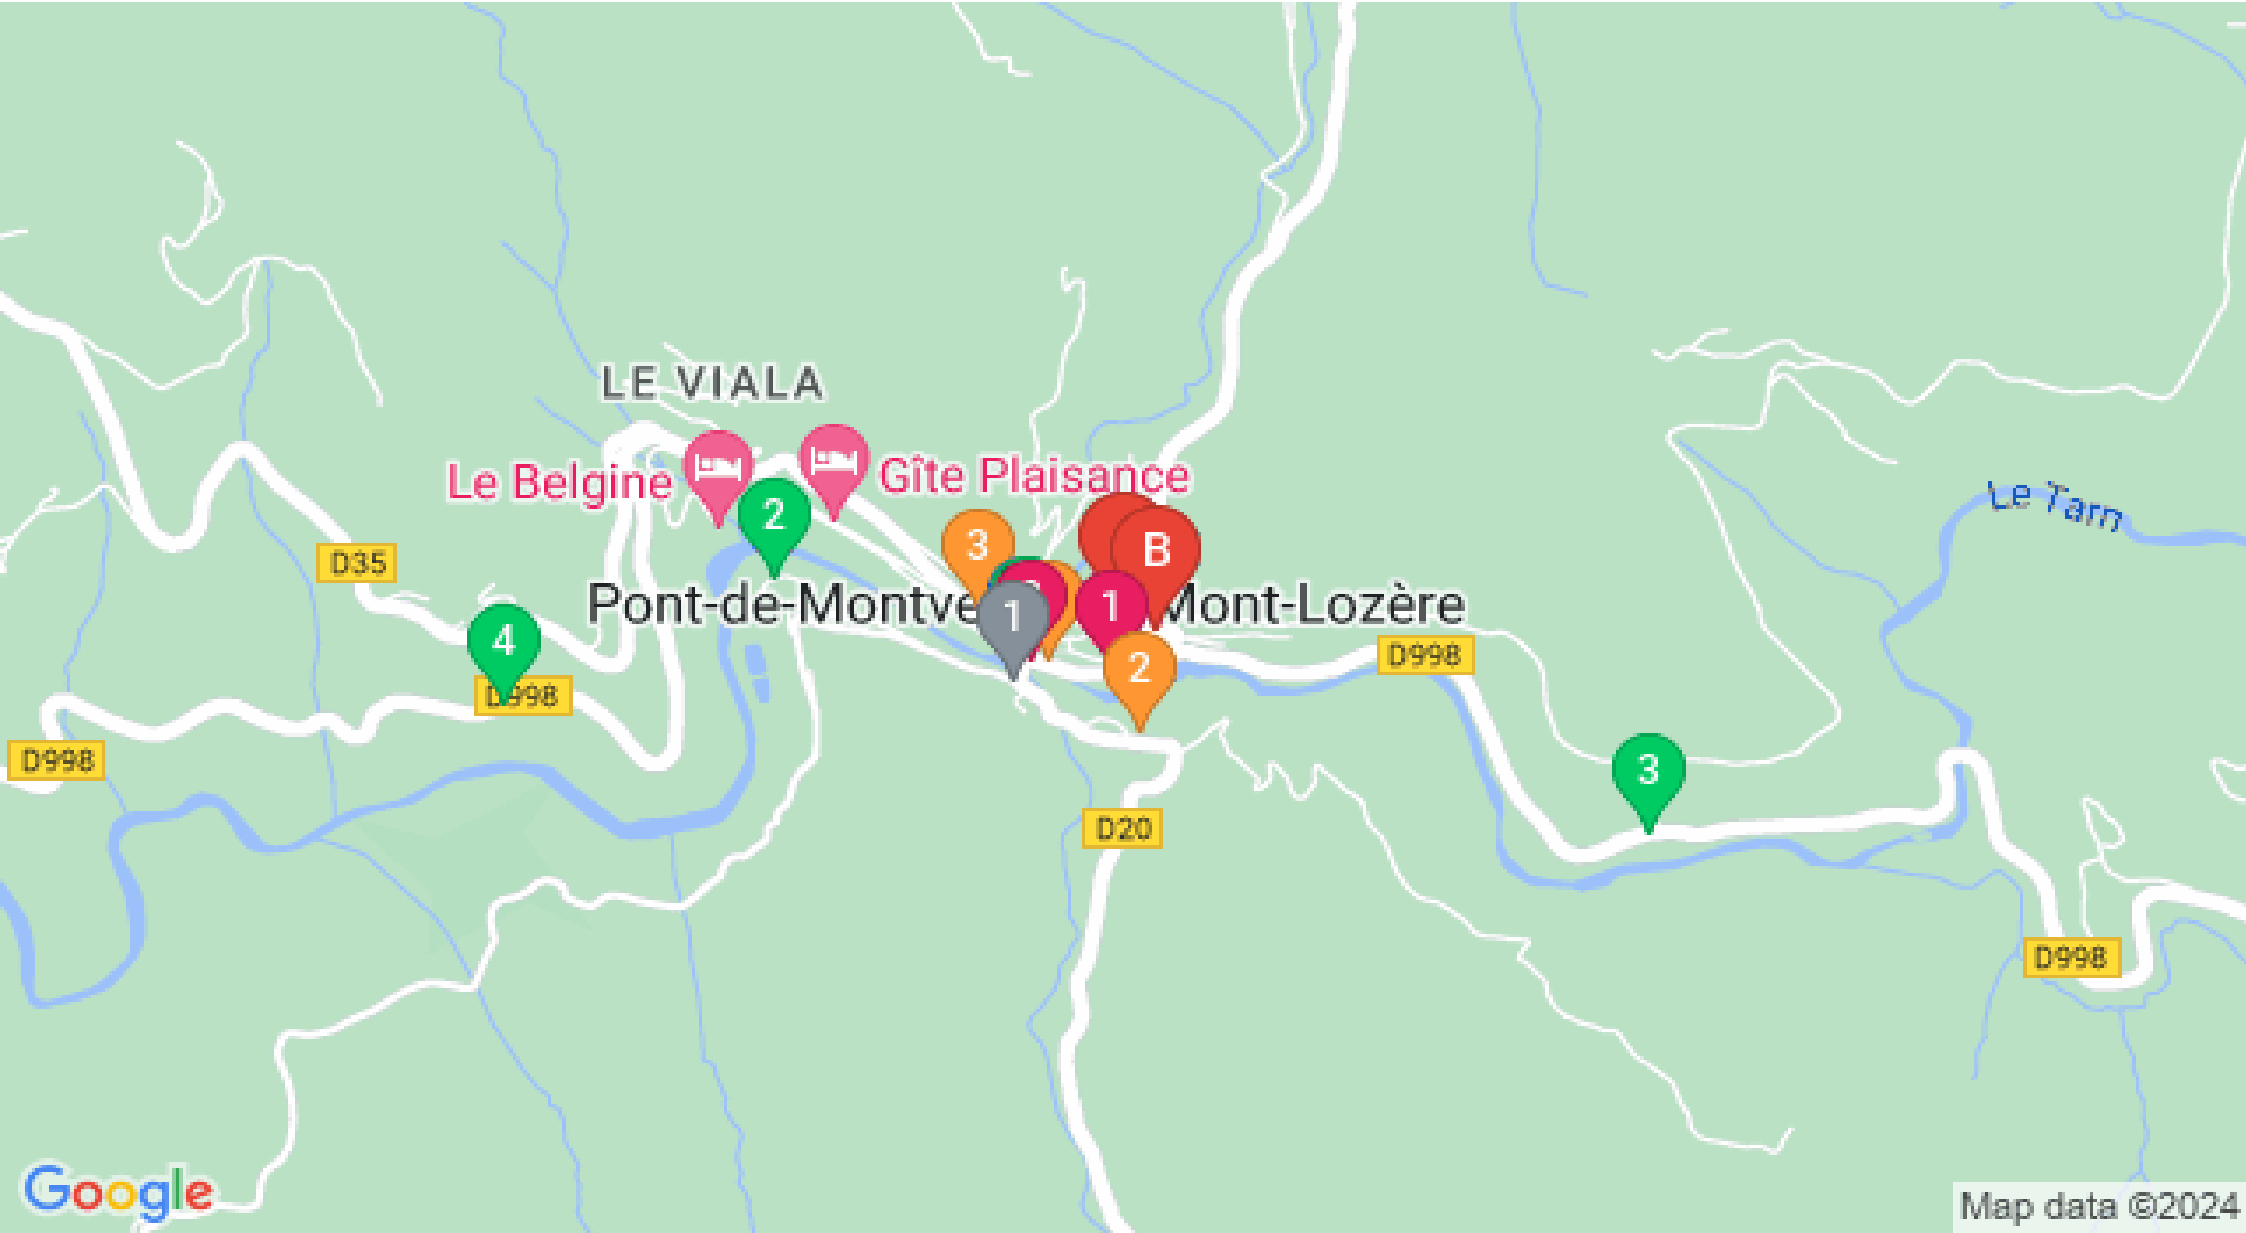 LE VIALA
Le Belgine
Gîte Plaisance
Le Tarn
2
3
B
D35
Pont-de-Montve
1
1
Mont-Lozère
4
2
D998
D998
D998
3
D20
D998
Google
Map data ©2024